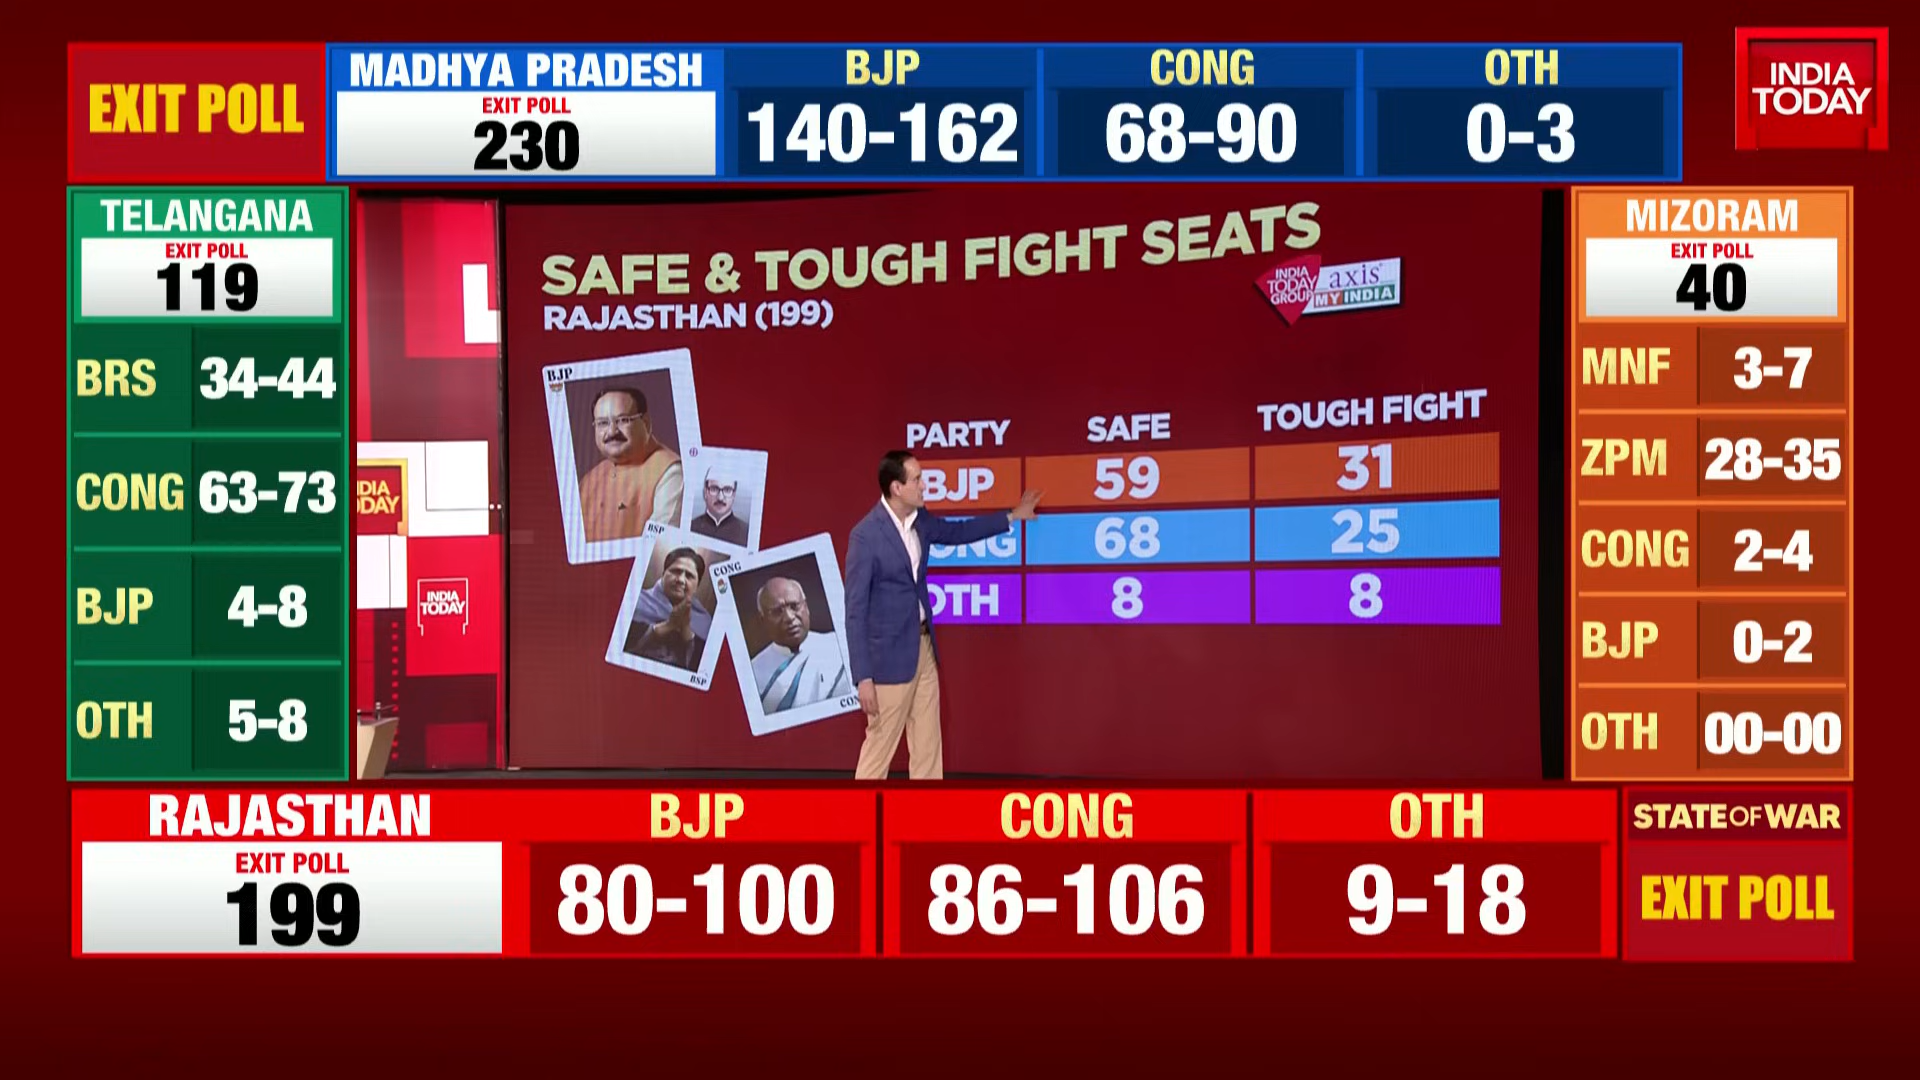 EXIT POLL
MADHYA PRADESH
EXIT POLL
230
BJP
140-162
CONG
68-90
OTH
0-3
INDIA
TODAY
TELANGANA
EXIT POLL
119
BRS 34-44
CONG 63-73
BJP 4-8
OTH 5-8
SAFE & TOUGH FIGHT SEATS
RAJASTHAN (199)
INDIA
TODAY
GROUP
axis
MY INDIA
BJP
BSP
BSP
CONG
PARTY SAFE TOUGH FIGHT
BJP 59 31
68 25
OTH 8 8
INDIA
TODAY
MIZORAM
EXIT POLL
40
MNF 3-7
ZPM 28-35
CONG 2-4
BJP 0-2
OTH 00-00
RAJASTHAN
EXIT POLL
199
BJP
80-100
CONG
86-106
OTH
9-18
STATE OF WAR
EXIT POLL